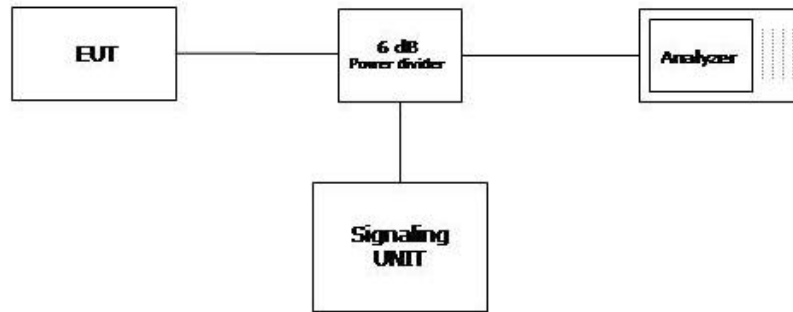 EUT
6 dB
Power divider
Analyzer
Signaling
UNIT